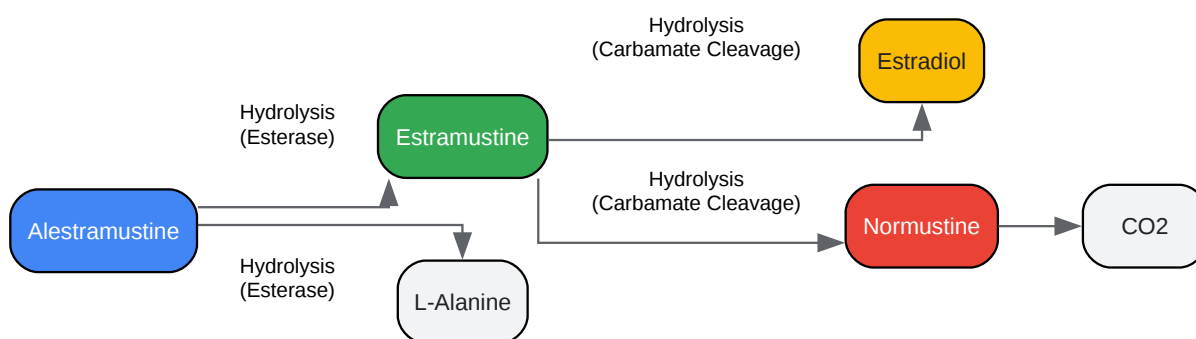 Hydrolysis
(Carbamate Cleavage)
Estradiol
Hydrolysis
(Esterase)
Estramustine
Hydrolysis
(Carbamate Cleavage)
Alestramustine
Normustine
CO2
Hydrolysis
(Esterase)
L-Alanine